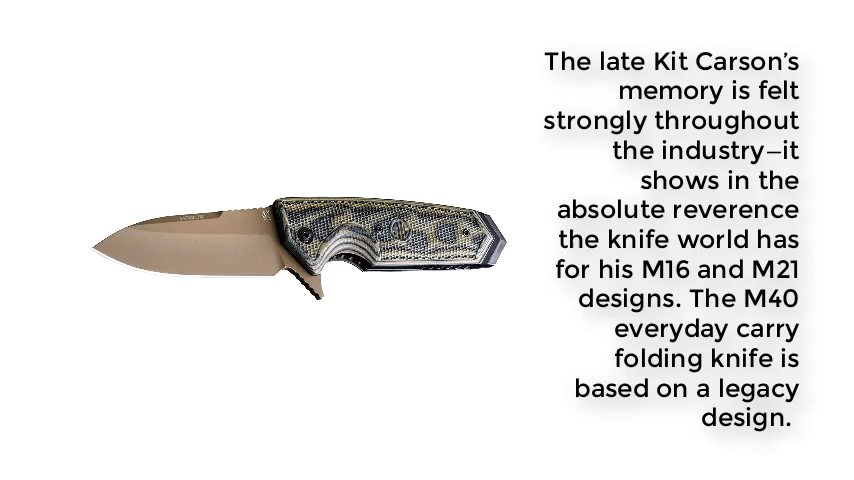 The late Kit Carson’s
memory is felt
strongly throughout
the industry—it
shows in the
absolute reverence
the knife world has
for his M16 and M21
designs. The M40
everyday carry
folding knife is
based on a legacy
design.